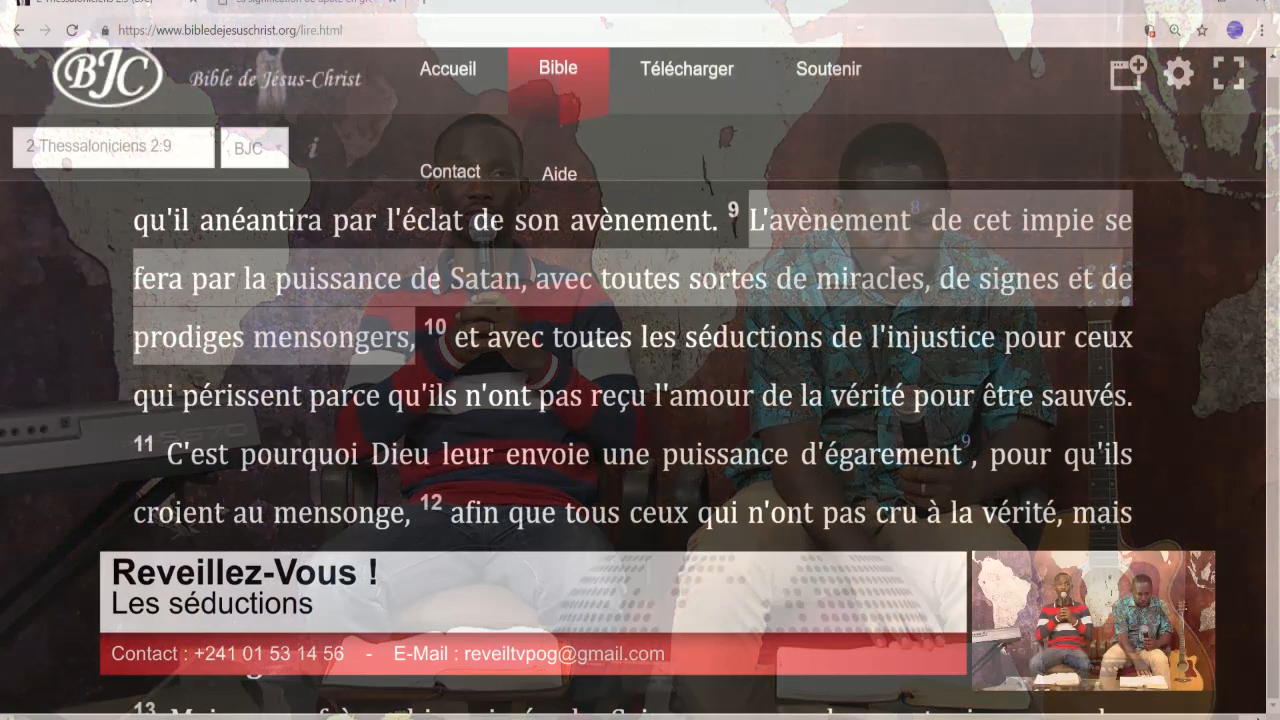 https://www.bibledejesuschrist.org/lire.html
BJC
Bible de Jésus-Christ
Accueil
Bible
Télécharger
Soutenir
2 Thessaloniciens 2:9
BJC
i
Contact
Aide
qu'il anéantira par l'éclat de son avènement. 9 L'avènement8 de cet impie se
fera par la puissance de Satan, avec toutes sortes de miracles, de signes et de
prodiges mensongers, 10 et avec toutes les séductions de l'injustice pour ceux
qui périssent parce qu'ils n'ont pas reçu l'amour de la vérité pour être sauvés.
11 C'est pourquoi Dieu leur envoie une puissance d'égarement9, pour qu'ils
croient au mensonge, 12 afin que tous ceux qui n'ont pas cru à la vérité, mais
Reveillez-Vous !
Les séductions
Contact : +241 01 53 14 56 - E-Mail : reveiltvpog@gmail.com
13